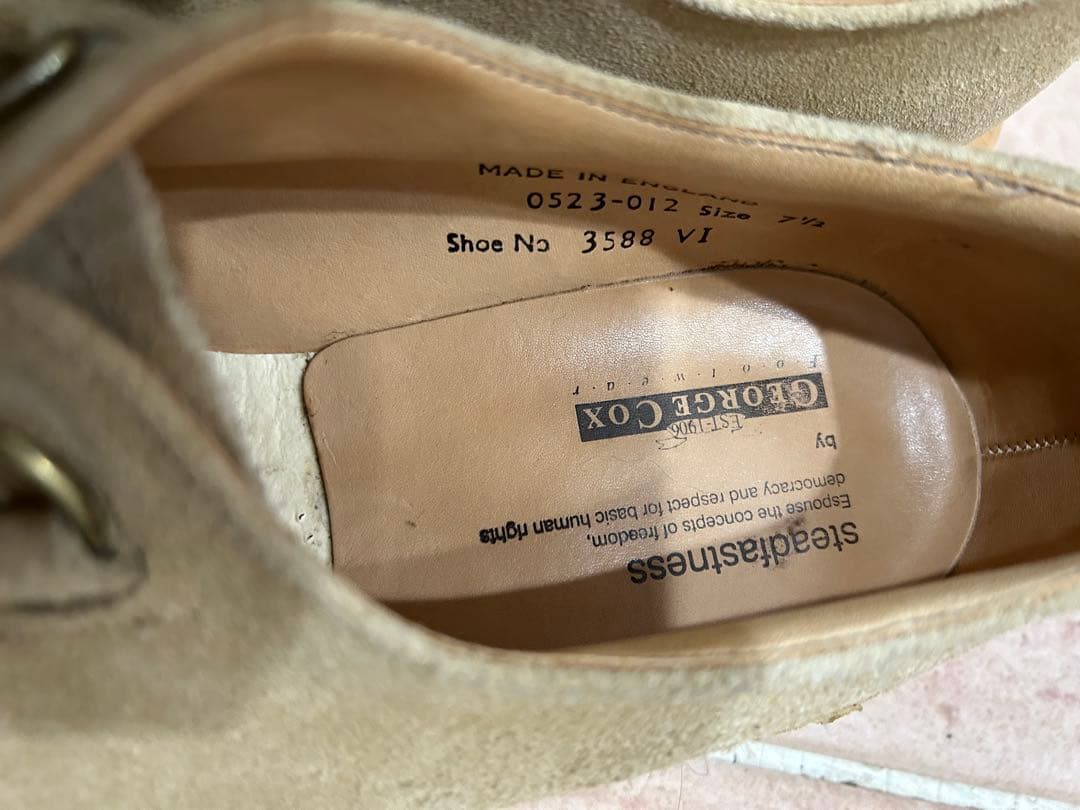 MADE IN ENGLAND
0523-012 Size 7½
Shoe No 3588 VI
steadfastness
Espouse the concepts of freedom,
democracy and respect for basic human rights
by
EST-1906
GEORGE COX
F·o·o·t·w·e·a·r